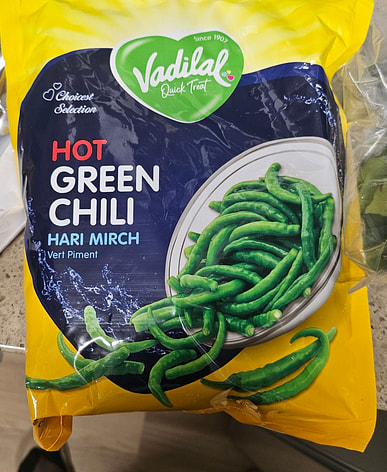 Since 1907
Vadilal
Quick Treat
Choicest
Selection
HOT
GREEN
CHILI
HARI MIRCH
Vert Piment